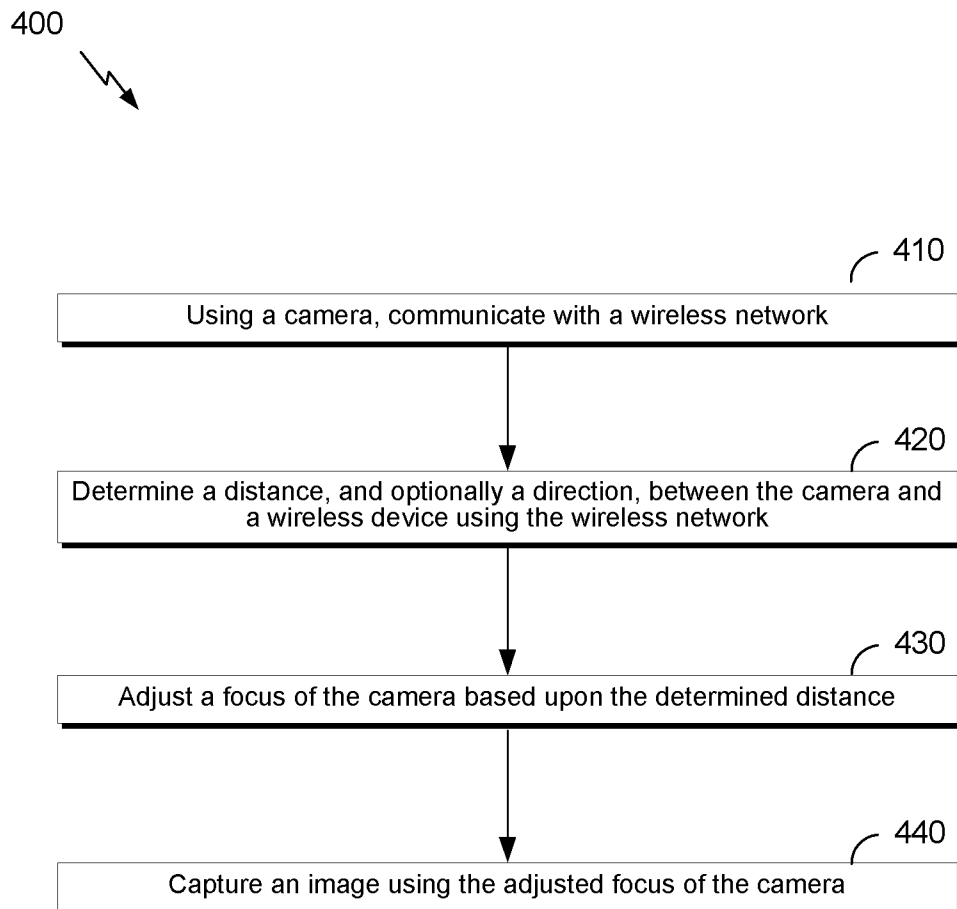 400
410
Using a camera, communicate with a wireless network
420
Determine a distance, and optionally a direction, between the camera and
a wireless device using the wireless network
430
Adjust a focus of the camera based upon the determined distance
440
Capture an image using the adjusted focus of the camera